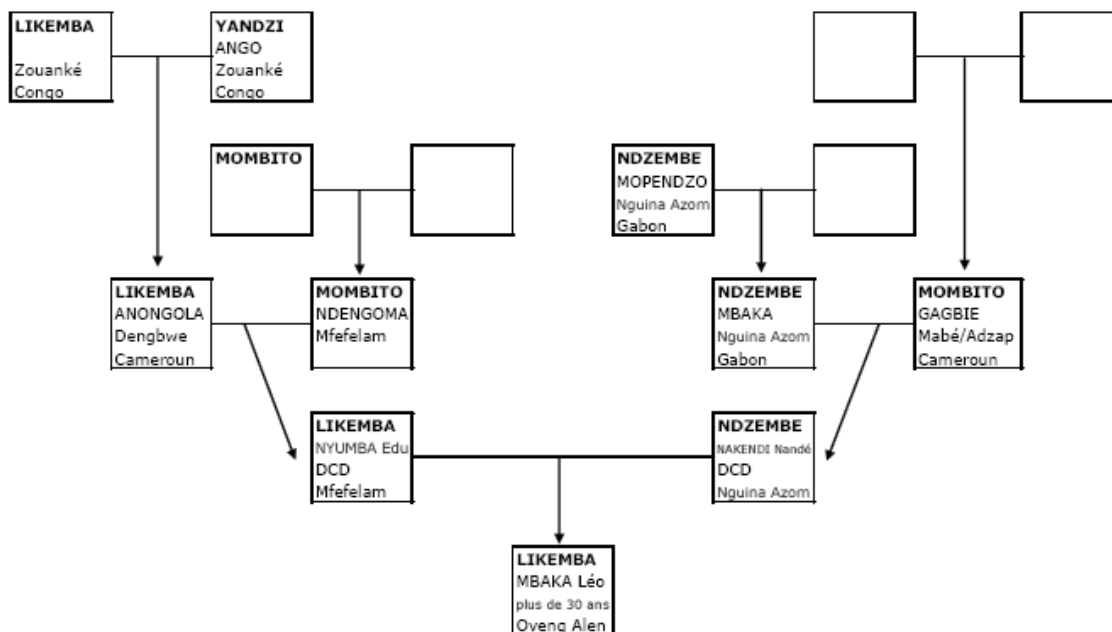 LIKEMBA
Zouanké
Congo
YANDZI
ANGO
Zouanké
Congo
MOMBITO
NDZEMBE
MOPENDZO
Nguina Azom
Gabon
LIKEMBA
ANONGOLA
Dengbwe
Cameroun
MOMBITO
NDENGOMA
Mfefelam
NDZEMBE
MBAKA
Nguina Azom
Gabon
MOMBITO
GAGBIE
Mabé/Adzap
Cameroun
LIKEMBA
NYUMBA Edu
DCD
Mfefelam
NDZEMBE
NAKENDI Nandé
DCD
Nguina Azom
LIKEMBA
MBAKA Léo
plus de 30 ans
Oveng Alen